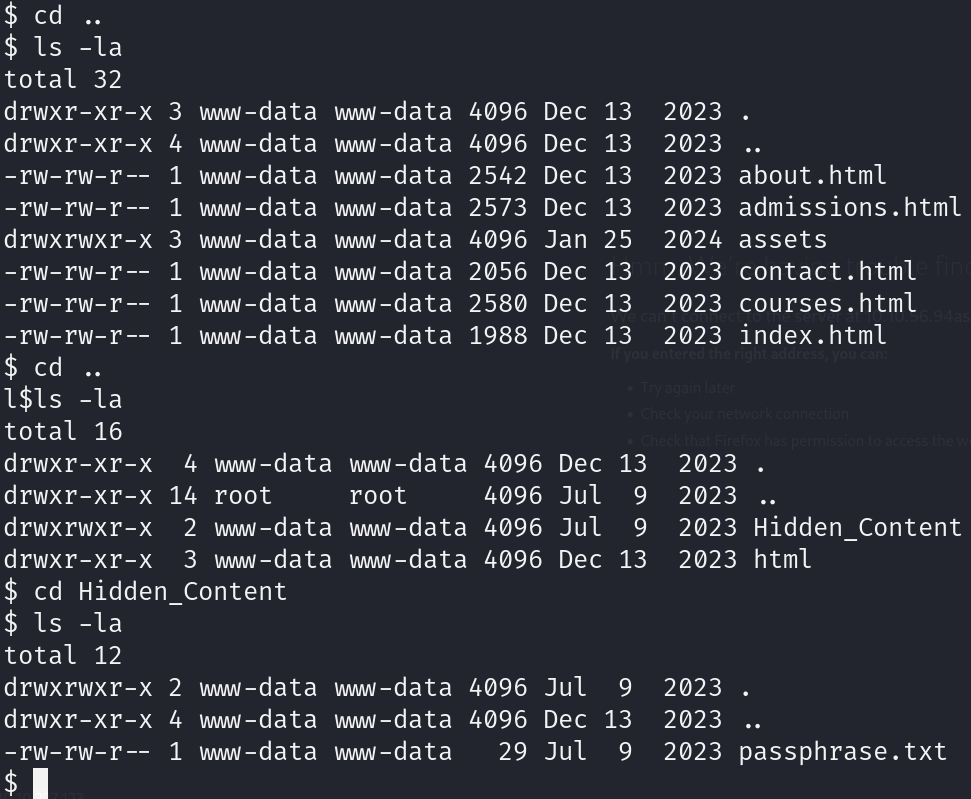 $ cd ..
$ ls -la
total 32
drwxr-xr-x 3 www-data www-data 4096 Dec 13  2023 .
drwxr-xr-x 4 www-data www-data 4096 Dec 13  2023 ..
-rw-rw-r-- 1 www-data www-data 2542 Dec 13  2023 about.html
-rw-rw-r-- 1 www-data www-data 2573 Dec 13  2023 admissions.html
drwxrwxrwx 3 www-data www-data 4096 Jan 25  2024 assets
-rw-rw-r-- 1 www-data www-data 2056 Dec 13  2023 contact.html
-rw-rw-r-- 1 www-data www-data 2580 Dec 13  2023 courses.html
We can't connect to the server at
-rw-rw-r-- 1 www-data www-data 1988 Dec 13  2023 index.html
If you entered the right address, you can:
$ cd ..
Try again later
l$ls -la
Check your network connection
total 16
Check that Firefox has permission to access the
drwxr-xr-x  4 www-data www-data 4096 Dec 13  2023 .
drwxr-xr-x 14 root     root     4096 Jul  9  2023 ..
drwxrwxr-x  2 www-data www-data 4096 Jul  9  2023 Hidden_Content
drwxr-xr-x  3 www-data www-data 4096 Dec 13  2023 html
$ cd Hidden_Content
$ ls -la
total 12
drwxrwxr-x 2 www-data www-data 4096 Jul  9  2023 .
drwxr-xr-x 4 www-data www-data 4096 Dec 13  2023 ..
-rw-rw-r-- 1 www-data www-data   29 Jul  9  2023 passphrase.txt
$